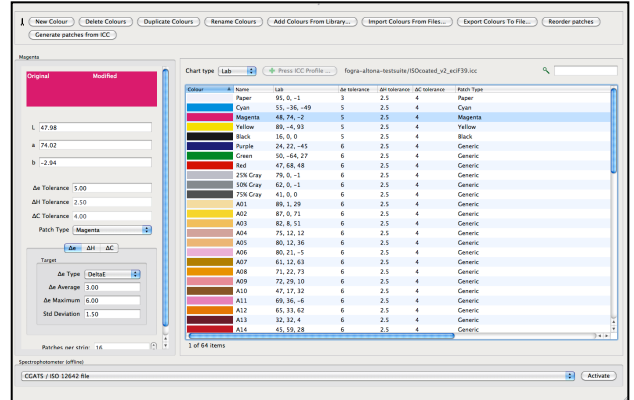 New Colour Delete Colours Duplicate Colours Rename Colours Add Colours From Library... Import Colours From Files... Export Colours To File... Reorder patches
Generate patches from ICC
Magenta
Original Modified
L 47.98
a 74.02
b -2.94
Δe Tolerance 5.00
ΔH Tolerance 2.50
ΔC Tolerance 4.00
Patch Type Magenta
Δe ΔH ΔC
Target
Δe Type DeltaE
Δe Average 3.00
Δe Maximum 6.00
Std Deviation 1.50
Patches per strip: 16
Chart type Lab Press ICC Profile ... fogra-altona-testsuite/ISOcoated_v2_eciF39.icc
Colour Name Lab Δe tolerance ΔH tolerance ΔC tolerance Patch Type
Paper 95, 0, -1 3 2.5 4 Paper
Cyan 55, -36, -49 5 2.5 4 Cyan
Magenta 48, 74, -2 5 2.5 4 Magenta
Yellow 89, -4, 93 5 2.5 4 Yellow
Black 16, 0, 0 5 2.5 4 Black
Purple 24, 22, -45 6 2.5 4 Generic
Green 50, -64, 27 6 2.5 4 Generic
Red 47, 68, 48 6 2.5 4 Generic
25% Gray 79, 0, -1 6 2.5 4 Generic
50% Gray 62, 0, -1 6 2.5 4 Generic
75% Gray 41, 0, 0 6 2.5 4 Generic
A01 89, 1, 29 6 2.5 4 Generic
A02 87, 0, 71 6 2.5 4 Generic
A03 82, 8, 51 6 2.5 4 Generic
A04 75, 12, 12 6 2.5 4 Generic
A05 80, 12, 36 6 2.5 4 Generic
A06 80, 21, -5 6 2.5 4 Generic
A07 61, 12, 63 6 2.5 4 Generic
A08 71, 22, 73 6 2.5 4 Generic
A09 72, 29, 10 6 2.5 4 Generic
A10 47, 17, 32 6 2.5 4 Generic
A11 69, 36, -6 6 2.5 4 Generic
A12 65, 33, 62 6 2.5 4 Generic
A13 32, 32, 4 6 2.5 4 Generic
A14 45, 59, 28 6 2.5 4 Generic
1 of 64 items
Spectrophotometer (offline)
CGATS / ISO 12642 file Activate